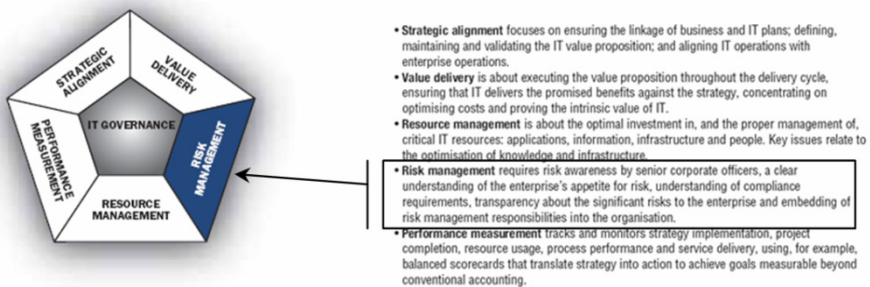 STRATEGIC
ALIGNMENT
VALUE
DELIVERY
PERFORMANCE
MEASUREMENT
IT GOVERNANCE
RISK
MANAGEMENT
RESOURCE
MANAGEMENT
• Strategic alignment focuses on ensuring the linkage of business and IT plans; defining,
maintaining and validating the IT value proposition; and aligning IT operations with
enterprise operations.
• Value delivery is about executing the value proposition throughout the delivery cycle,
ensuring that IT delivers the promised benefits against the strategy, concentrating on
optimising costs and proving the intrinsic value of IT.
• Resource management is about the optimal investment in, and the proper management of,
critical IT resources: applications, information, infrastructure and people. Key issues relate to
the optimisation of knowledge and infrastructure.
• Risk management requires risk awareness by senior corporate officers, a clear
understanding of the enterprise's appetite for risk, understanding of compliance
requirements, transparency about the significant risks to the enterprise and embedding of
risk management responsibilities into the organisation.
• Performance measurement tracks and monitors strategy implementation, project
completion, resource usage, process performance and service delivery, using, for example,
balanced scorecards that translate strategy into action to achieve goals measurable beyond
conventional accounting.